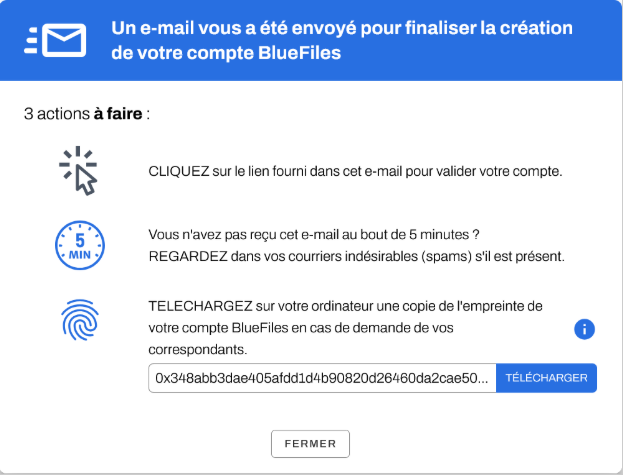 Un e-mail vous a été envoyé pour finaliser la création
de votre compte BlueFiles
3 actions à faire :
CLIQUEZ sur le lien fourni dans cet e-mail pour valider votre compte.
5
MIN
Vous n'avez pas reçu cet e-mail au bout de 5 minutes ?
REGARDEZ dans vos courriers indésirables (spams) s'il est présent.
TELECHARGEZ sur votre ordinateur une copie de l'empreinte de
votre compte BlueFiles en cas de demande de vos
correspondants.
i
0x348abb3dae405afdd1d4b90820d26460da2cae50... TÉLÉCHARGER
FERMER